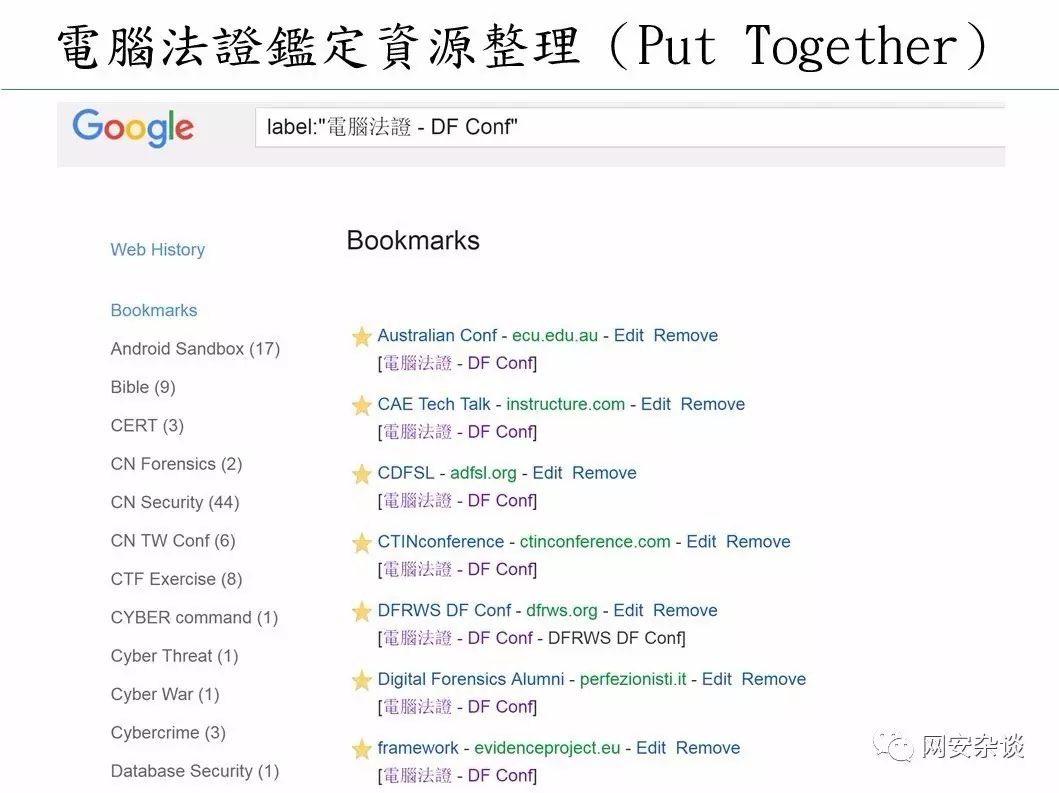 電腦法證鑑定資源整理（Put Together）
Google
label:"電腦法證 - DF Conf"
Web History
Bookmarks
Android Sandbox (17)
Bible (9)
CERT (3)
CN Forensics (2)
CN Security (44)
CN TW Conf (6)
CTF Exercise (8)
CYBER command (1)
Cyber Threat (1)
Cyber War (1)
Cybercrime (3)
Database Security (1)
Bookmarks
Australian Conf - ecu.edu.au - Edit Remove
[電腦法證 - DF Conf]
CAE Tech Talk - instructure.com - Edit Remove
[電腦法證 - DF Conf]
CDFSL - adfsl.org - Edit Remove
[電腦法證 - DF Conf]
CTINconference - ctinconference.com - Edit Remove
[電腦法證 - DF Conf]
DFRWS DF Conf - dfrws.org - Edit Remove
[電腦法證 - DF Conf - DFRWS DF Conf]
Digital Forensics Alumni - perfezionisti.it - Edit Remove
[電腦法證 - DF Conf]
framework - evidenceproject.eu - Edit Remove
[電腦法證 - DF Conf]
网安杂谈